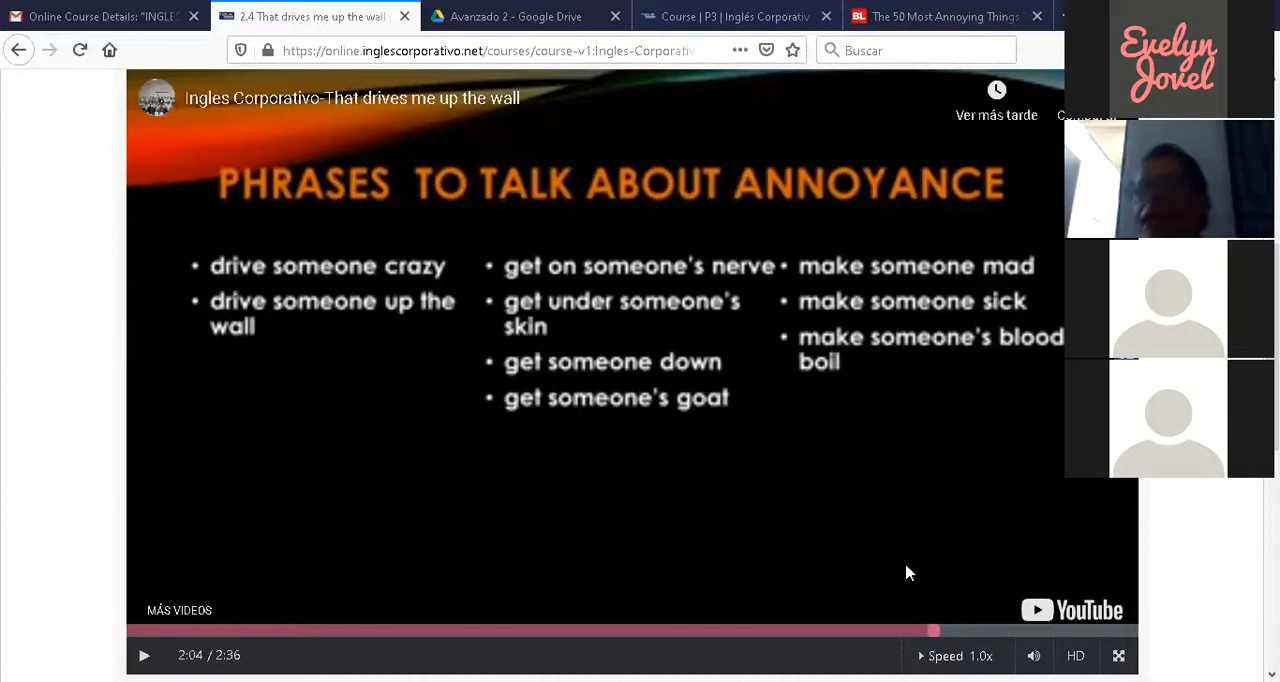 Online Course Details: "INGLES
2.4 That drives me up the wall
Avanzado 2 - Google Drive
Course | P3 | Inglés Corporativ
BL The 50 Most Annoying Things
https://online.inglescorporativo.net/courses/course-v1:Ingles-Corporativ
Buscar
Evelyn
Jovel
Ingles Corporativo-That drives me up the wall
Ver más tarde
PHRASES TO TALK ABOUT ANNOYANCE
• drive someone crazy
• drive someone up the
wall
• get on someone's nerve
• get under someone's
skin
• get someone down
• get someone's goat
• make someone mad
• make someone sick
• make someone's blood
boil
MÁS VIDEOS
YouTube
2:04 / 2:36
Speed 1.0x
HD